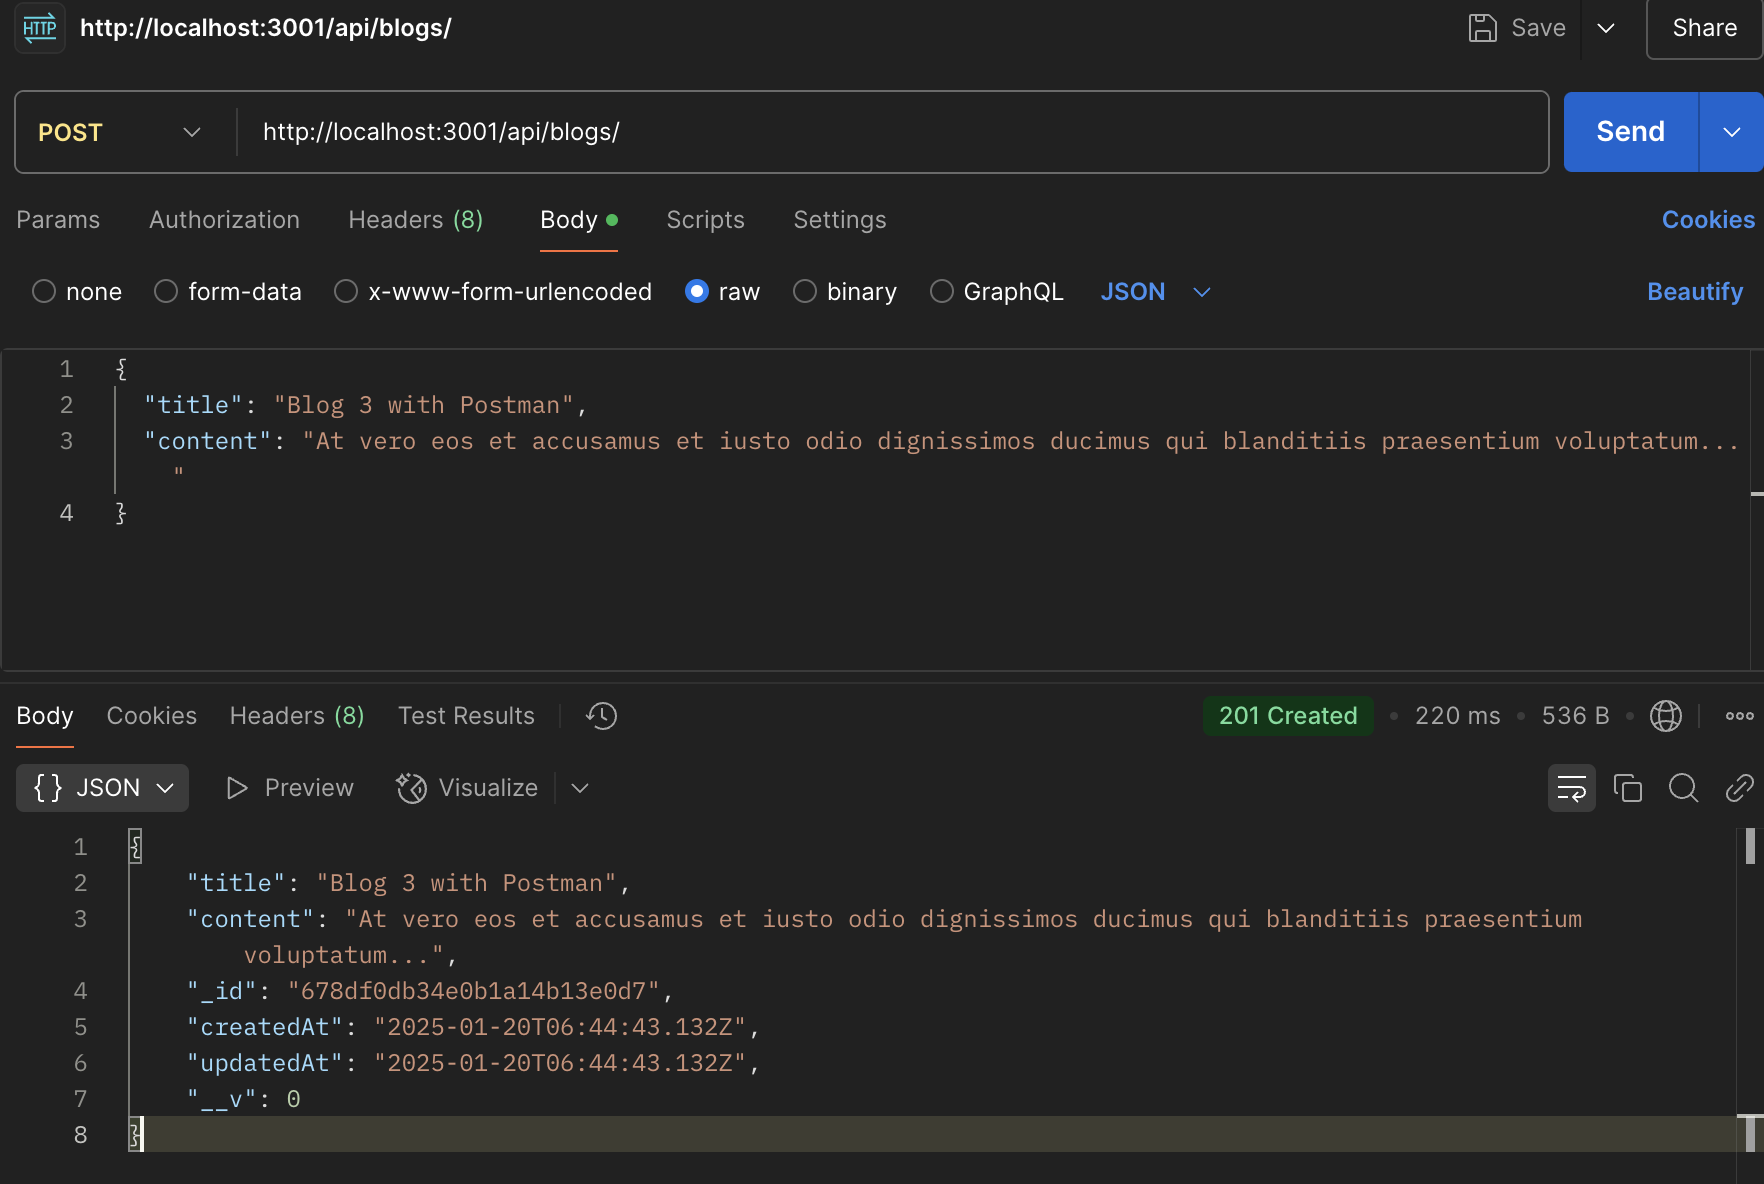 HTTP http://localhost:3001/api/blogs/ Save Share
POST http://localhost:3001/api/blogs/ Send
Params Authorization Headers (8) Body Scripts Settings Cookies
none form-data x-www-form-urlencoded raw binary GraphQL JSON Beautify
1 {
2 "title": "Blog 3 with Postman",
3 "content": "At vero eos et accusamus et iusto odio dignissimos ducimus qui blanditiis praesentium voluptatum...
"
4 }
Body Cookies Headers (8) Test Results 201 Created 220 ms 536 B
{} JSON Preview Visualize
1 {
2 "title": "Blog 3 with Postman",
3 "content": "At vero eos et accusamus et iusto odio dignissimos ducimus qui blanditiis praesentium
voluptatum...",
4 "_id": "678df0db34e0b1a14b13e0d7",
5 "createdAt": "2025-01-20T06:44:43.132Z",
6 "updatedAt": "2025-01-20T06:44:43.132Z",
7 "__v": 0
8 }